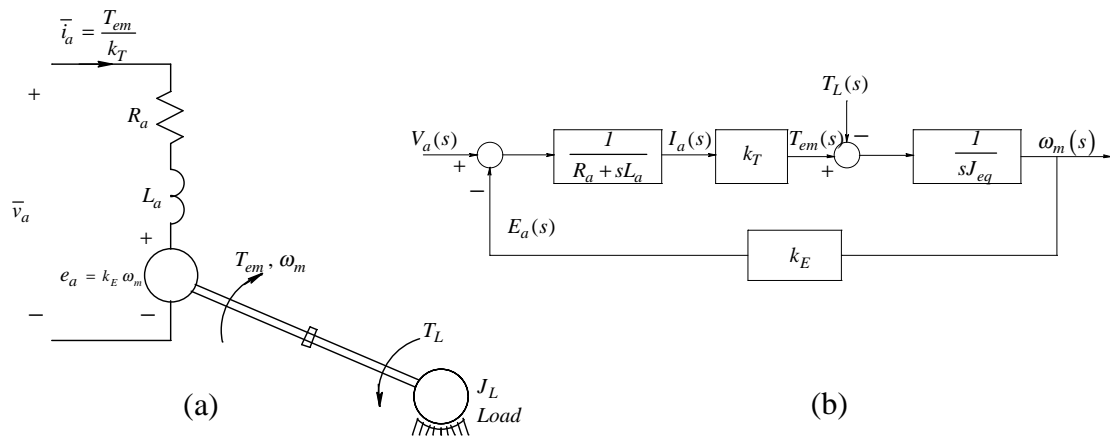 i̅_a = T_em / k_T
+
R_a
L_a
v̅_a
+
e_a = k_E ω_m
−
−
T_em , ω_m
T_L
J_L
Load
(a)
T_L(s)
V_a(s)
+
−
1 / (R_a + sL_a)
I_a(s)
k_T
T_em(s)
−
+
1 / (sJ_eq)
ω_m(s)
E_a(s)
k_E
(b)